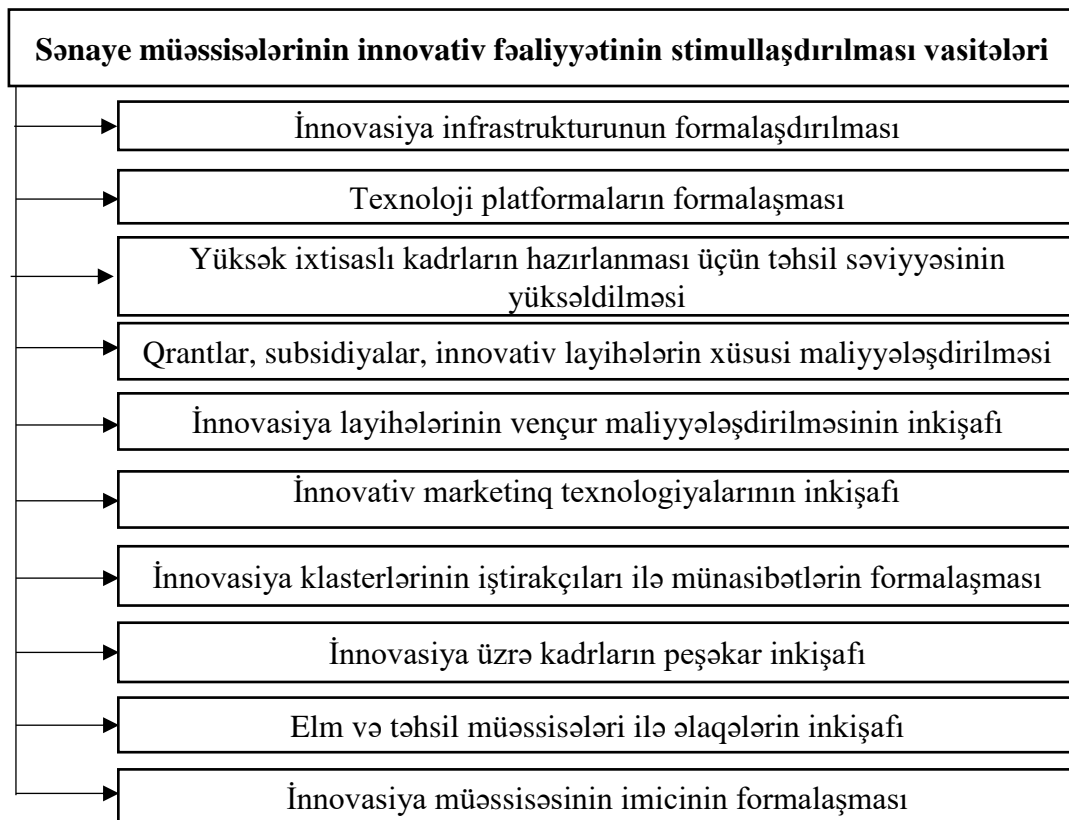 Sənaye müəssisələrinin innovativ fəaliyyətinin stimullaşdırılması vasitələri
İnnovasiya infrastrukturunun formalaşdırılması
Texnoloji platformaların formalaşması
Yüksək ixtisaslı kadrların hazırlanması üçün təhsil səviyyəsinin
yüksəldilməsi
Qrantlar, subsidiyalar, innovativ layihələrin xüsusi maliyyələşdirilməsi
İnnovasiya layihələrinin vençur maliyyələşdirilməsinin inkişafı
İnnovativ marketinq texnologiyalarının inkişafı
İnnovasiya klasterlərinin iştirakçıları ilə münasibətlərin formalaşması
İnnovasiya üzrə kadrların peşəkar inkişafı
Elm və təhsil müəssisələri ilə əlaqələrin inkişafı
İnnovasiya müəssisəsinin imicinin formalaşması